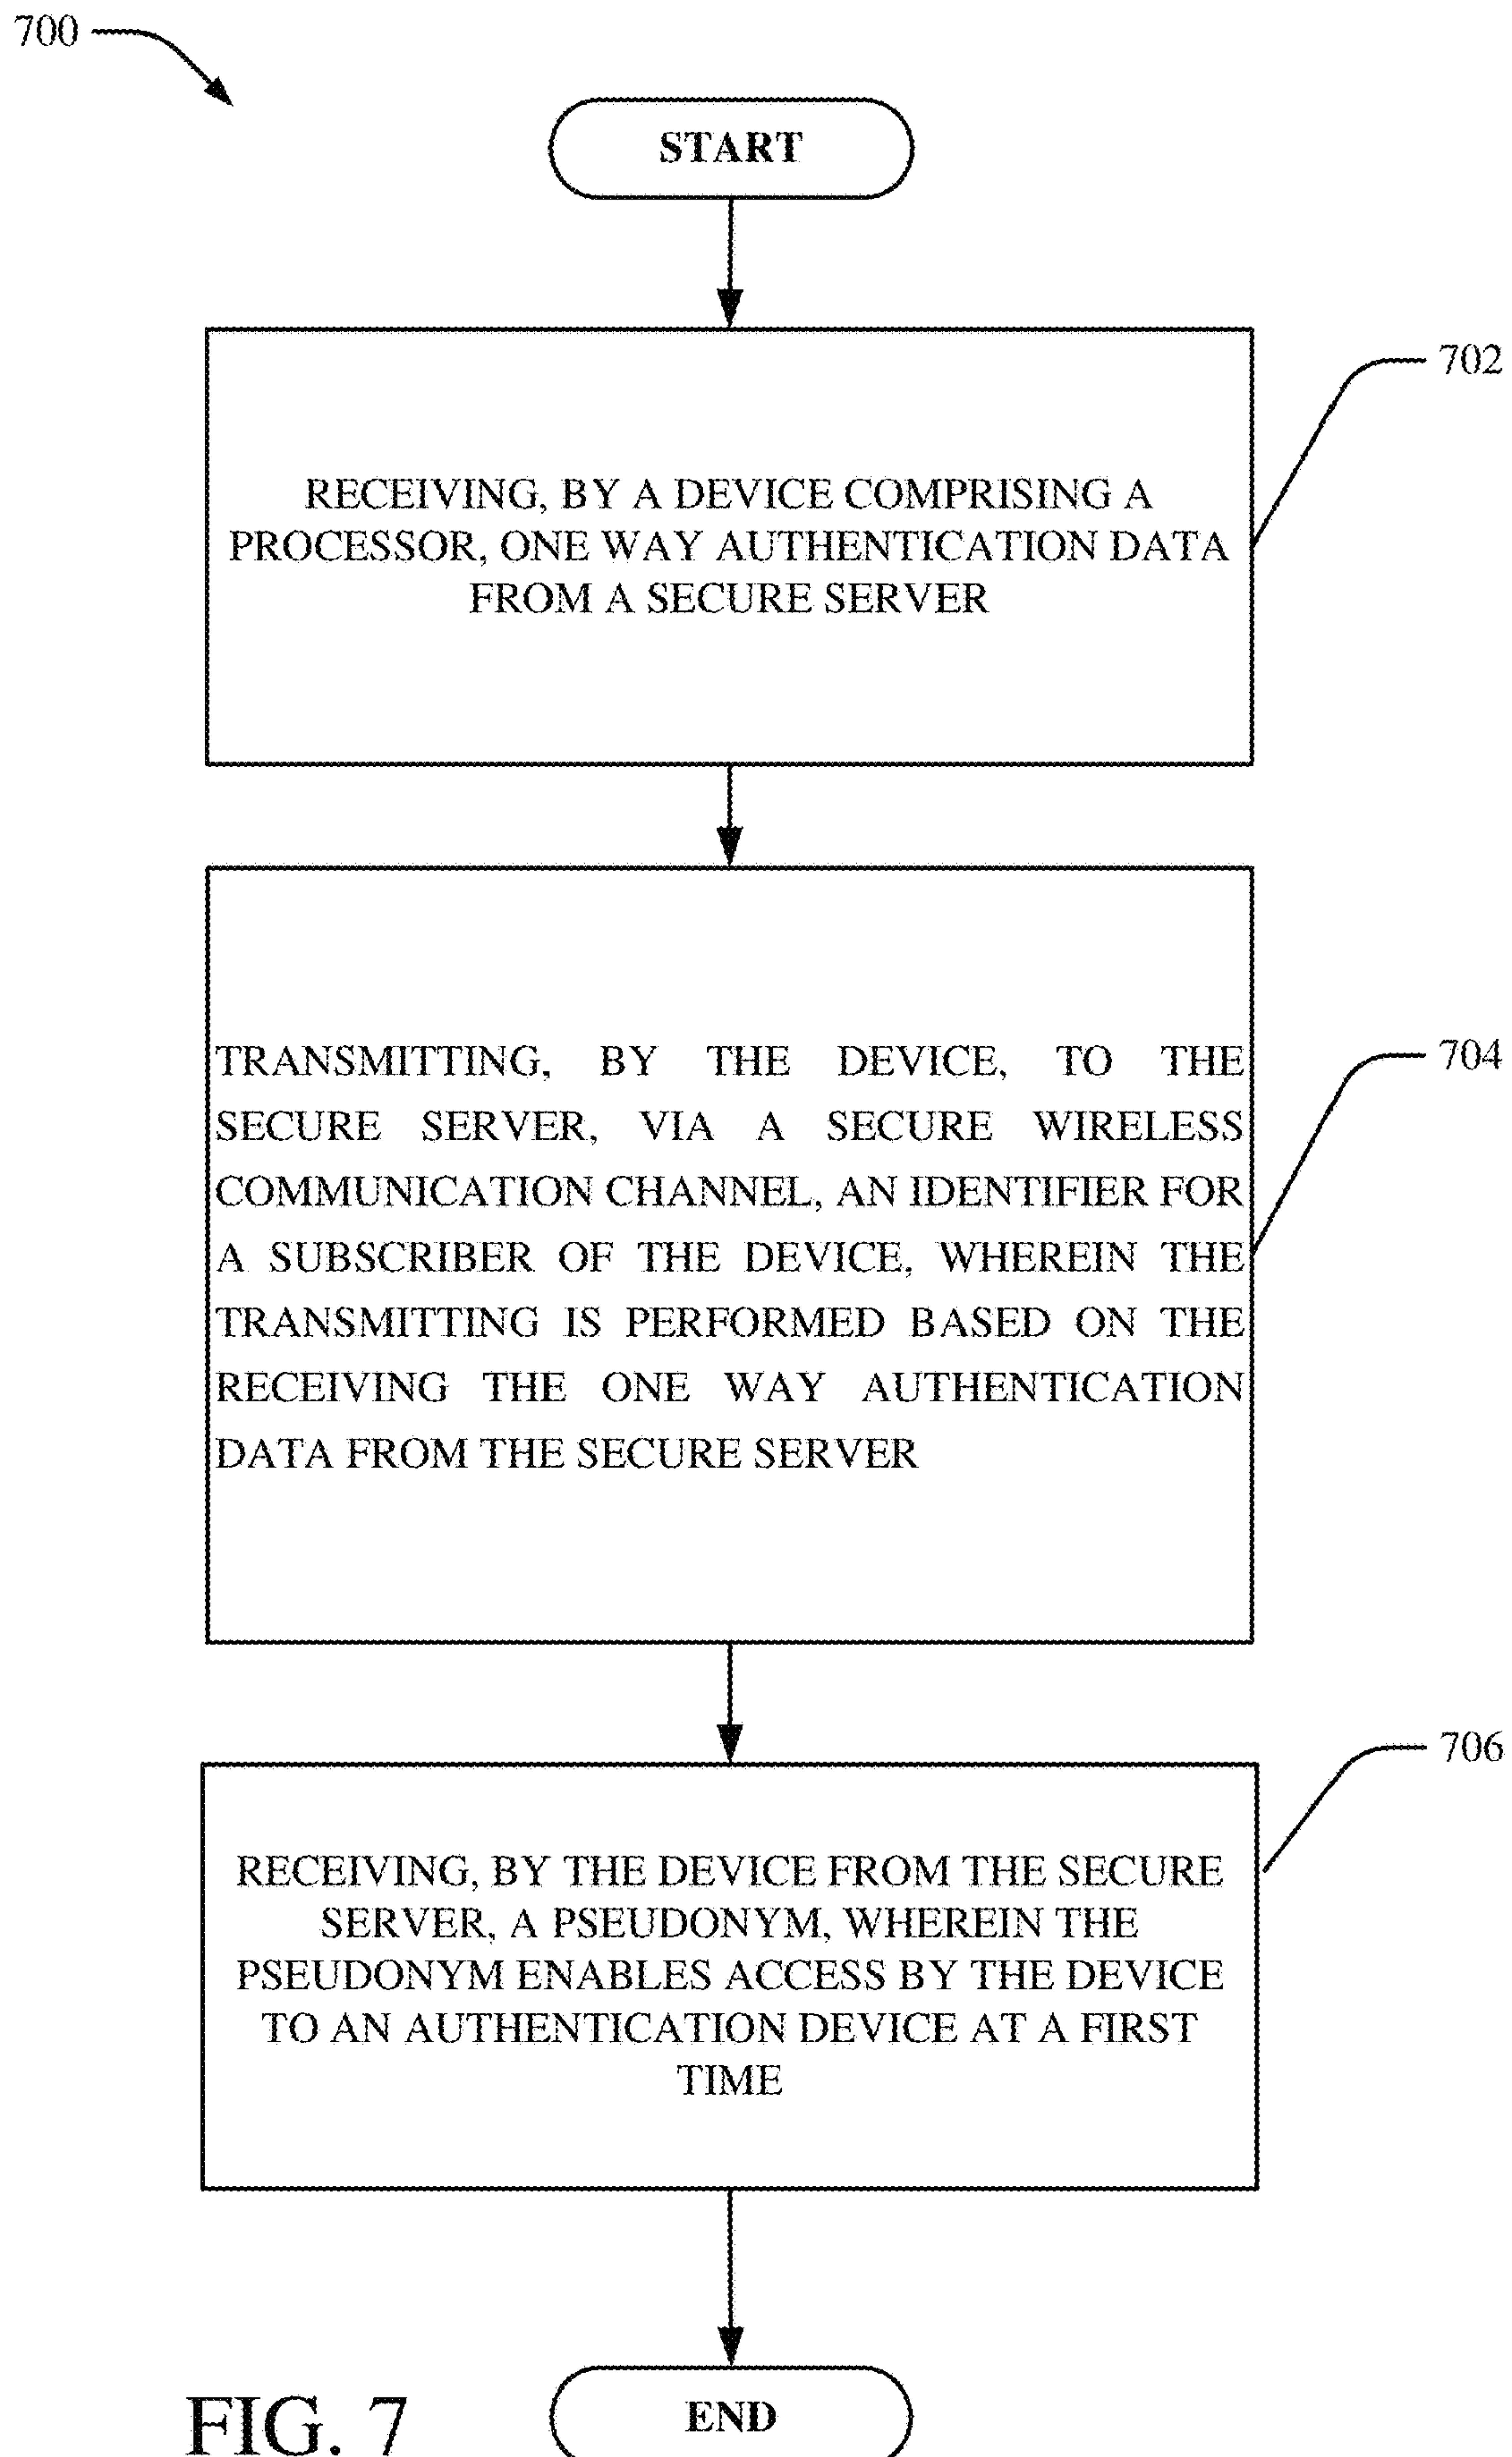 700
START
702
RECEIVING, BY A DEVICE COMPRISING A
PROCESSOR, ONE WAY AUTHENTICATION DATA
FROM A SECURE SERVER
704
TRANSMITTING, BY THE DEVICE, TO THE
SECURE SERVER, VIA A SECURE WIRELESS
COMMUNICATION CHANNEL, AN IDENTIFIER FOR
A SUBSCRIBER OF THE DEVICE, WHEREIN THE
TRANSMITTING IS PERFORMED BASED ON THE
RECEIVING THE ONE WAY AUTHENTICATION
DATA FROM THE SECURE SERVER
706
RECEIVING, BY THE DEVICE FROM THE SECURE
SERVER, A PSEUDONYM, WHEREIN THE
PSEUDONYM ENABLES ACCESS BY THE DEVICE
TO AN AUTHENTICATION DEVICE AT A FIRST
TIME
END
FIG. 7